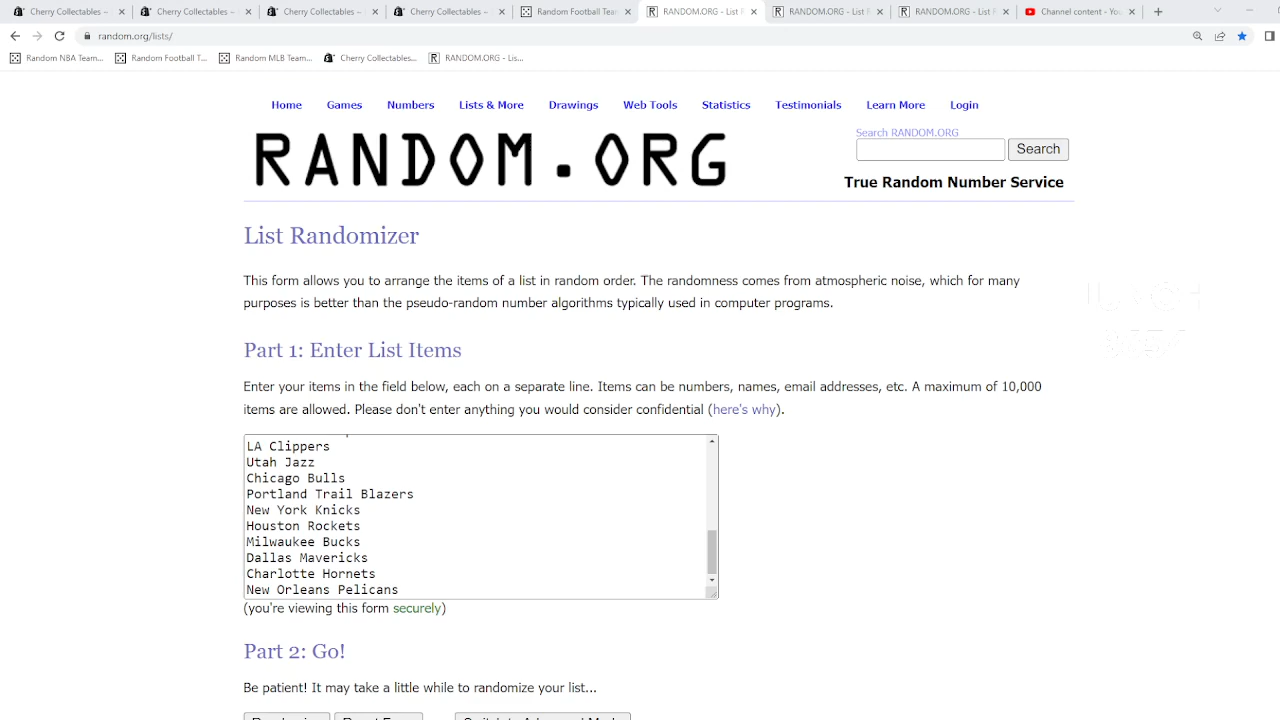 Cherry Collectables –
Cherry Collectables –
Cherry Collectables –
Cherry Collectables –
Random Football Tea
RANDOM.ORG - List R
RANDOM.ORG - List R
RANDOM.ORG - List R
Channel content - You
random.org/lists/
Random NBA Team...
Random Football T...
Random MLB Team...
Cherry Collectables...
RANDOM.ORG - Lis...
Home Games Numbers Lists & More Drawings Web Tools Statistics Testimonials Learn More Login
RANDOM.ORG
Search RANDOM.ORG
Search
True Random Number Service
List Randomizer
This form allows you to arrange the items of a list in random order. The randomness comes from atmospheric noise, which for many
purposes is better than the pseudo-random number algorithms typically used in computer programs.
Part 1: Enter List Items
Enter your items in the field below, each on a separate line. Items can be numbers, names, email addresses, etc. A maximum of 10,000
items are allowed. Please don't enter anything you would consider confidential (here's why).
LA Clippers
Utah Jazz
Chicago Bulls
Portland Trail Blazers
New York Knicks
Houston Rockets
Milwaukee Bucks
Dallas Mavericks
Charlotte Hornets
New Orleans Pelicans
(you're viewing this form securely)
Part 2: Go!
Be patient! It may take a little while to randomize your list...